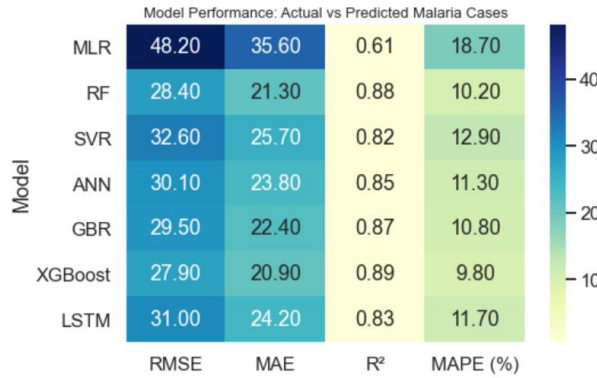 Model Performance: Actual vs Predicted Malaria Cases
MLR 48.20 35.60 0.61 18.70
RF 28.40 21.30 0.88 10.20
SVR 32.60 25.70 0.82 12.90
ANN 30.10 23.80 0.85 11.30
GBR 29.50 22.40 0.87 10.80
XGBoost 27.90 20.90 0.89 9.80
LSTM 31.00 24.20 0.83 11.70
RMSE MAE R² MAPE (%)
Model
40
30
20
10